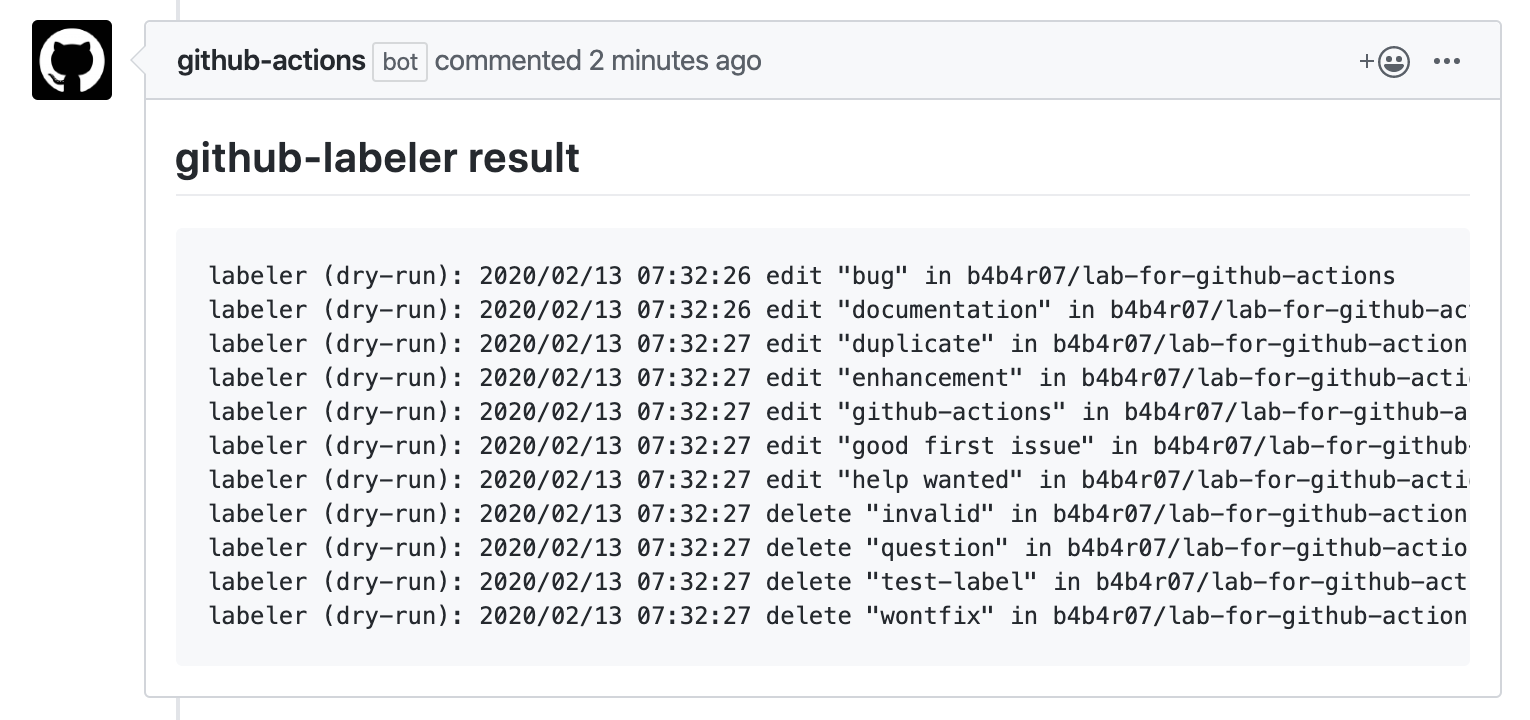 github-actions bot commented 2 minutes ago
github-labeler result
labeler (dry-run): 2020/02/13 07:32:26 edit "bug" in b4b4r07/lab-for-github-actions
labeler (dry-run): 2020/02/13 07:32:26 edit "documentation" in b4b4r07/lab-for-github-ac
labeler (dry-run): 2020/02/13 07:32:27 edit "duplicate" in b4b4r07/lab-for-github-action
labeler (dry-run): 2020/02/13 07:32:27 edit "enhancement" in b4b4r07/lab-for-github-acti
labeler (dry-run): 2020/02/13 07:32:27 edit "github-actions" in b4b4r07/lab-for-github-a
labeler (dry-run): 2020/02/13 07:32:27 edit "good first issue" in b4b4r07/lab-for-github-
labeler (dry-run): 2020/02/13 07:32:27 edit "help wanted" in b4b4r07/lab-for-github-acti
labeler (dry-run): 2020/02/13 07:32:27 delete "invalid" in b4b4r07/lab-for-github-action
labeler (dry-run): 2020/02/13 07:32:27 delete "question" in b4b4r07/lab-for-github-actio
labeler (dry-run): 2020/02/13 07:32:27 delete "test-label" in b4b4r07/lab-for-github-act
labeler (dry-run): 2020/02/13 07:32:27 delete "wontfix" in b4b4r07/lab-for-github-action